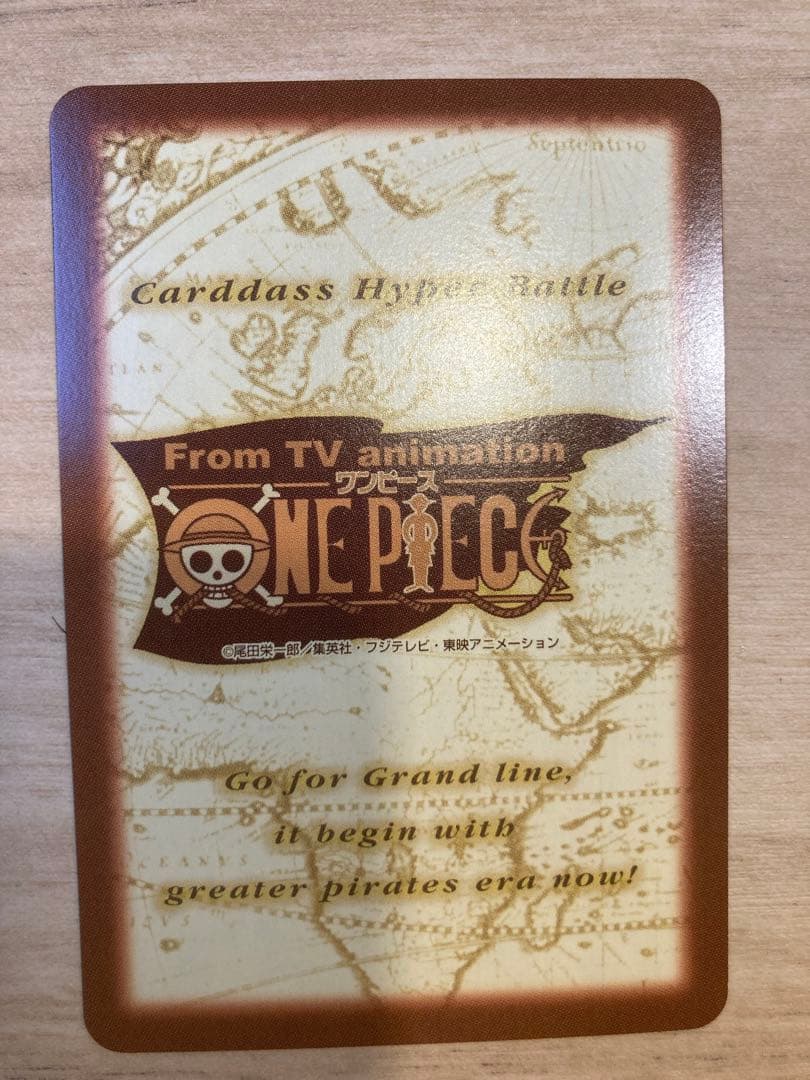 Septentrio
Carddass Hyper Battle
From TV animation
ワンピース
ONE PIECE
©尾田栄一郎／集英社・フジテレビ・東映アニメーション
Go for Grand line,
it begin with
OCEANVS
greater pirates era now!